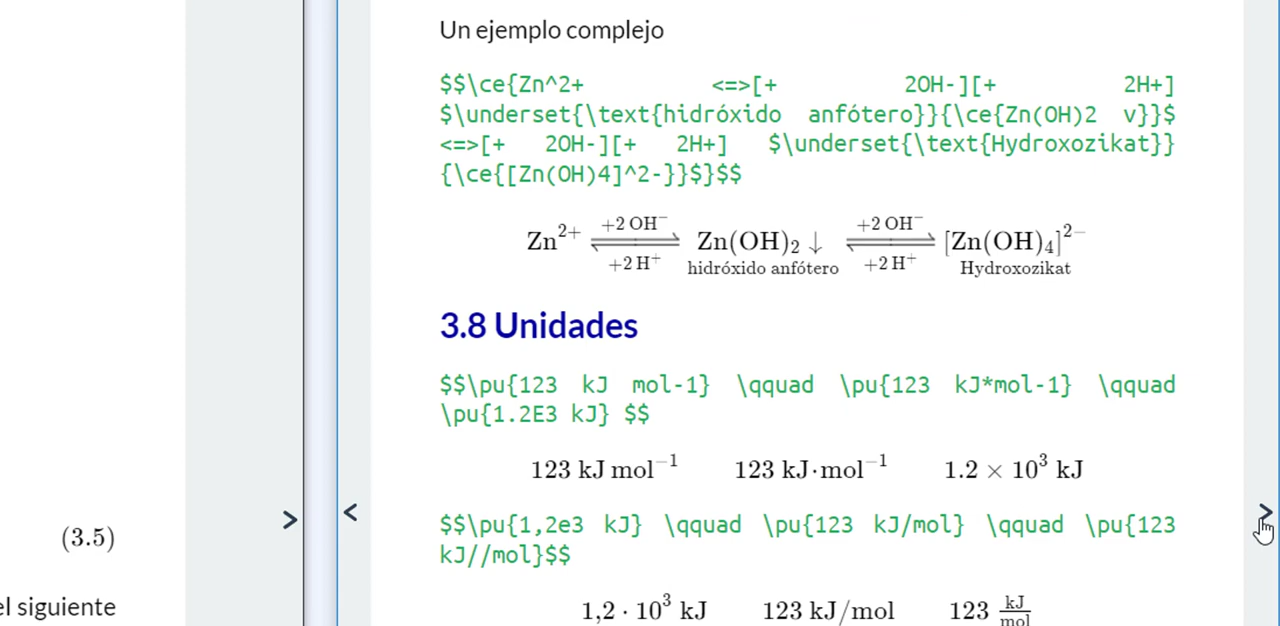 Un ejemplo complejo
$$\ce{Zn^2+ <=>[+ 2OH-][+ 2H+]
$\underset{\text{hidróxido anfótero}}{\ce{Zn(OH)2 v}}$
<=>[+ 2OH-][+ 2H+] $\underset{\text{Hydroxozikat}}
{\ce{[Zn(OH)4]^2-}}$}$$
Zn²⁺ +2 OH⁻ ⇌ +2 H⁺ Zn(OH)₂ ↓ +2 OH⁻ ⇌ +2 H⁺ [Zn(OH)₄]²⁻
hidróxido anfótero Hydroxozikat
3.8 Unidades
$$\pu{123 kJ mol-1} \qquad \pu{123 kJ*mol-1} \qquad
\pu{1.2E3 kJ} $$
123 kJ mol⁻¹ 123 kJ·mol⁻¹ 1.2 × 10³ kJ
$$\pu{1,2e3 kJ} \qquad \pu{123 kJ/mol} \qquad \pu{123
kJ//mol}$$
1,2 · 10³ kJ 123 kJ/mol 123 kJ/mol
(3.5)
el siguiente
> < >